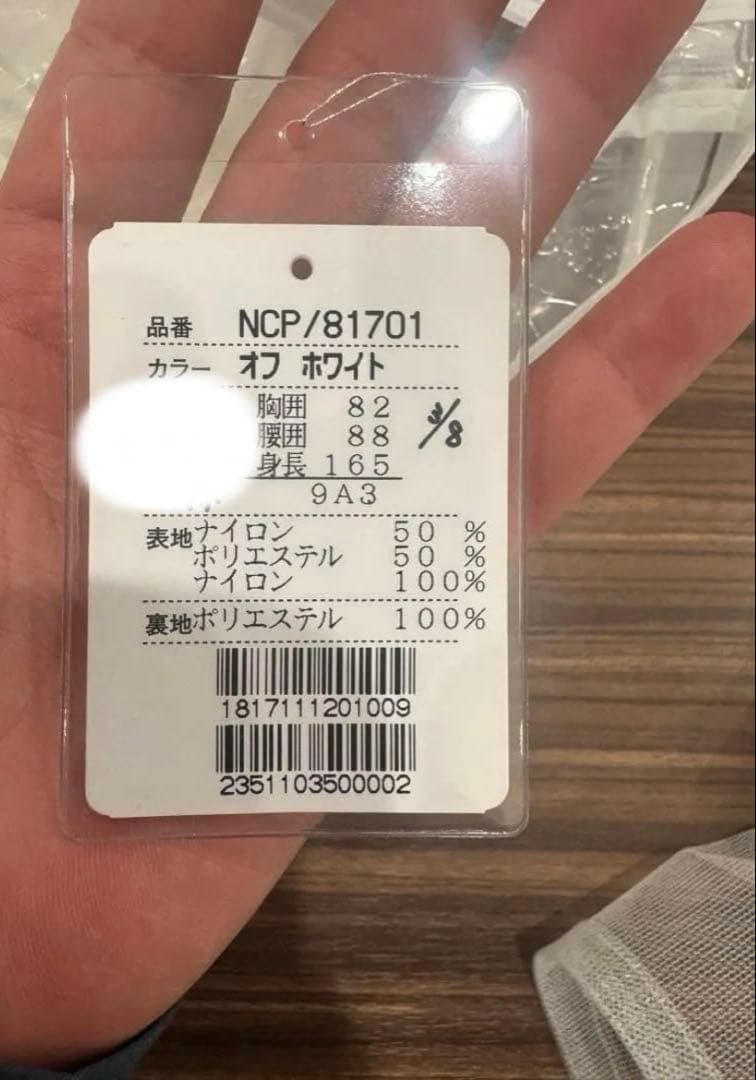 品番 NCP/81701
カラー オフ ホワイト
胸囲 82
腰囲 88
身長 165
9A3
表地 ナイロン 50 %
ポリエステル 50 %
ナイロン 100%
裏地 ポリエステル 100%
1817111201009
2351103500002